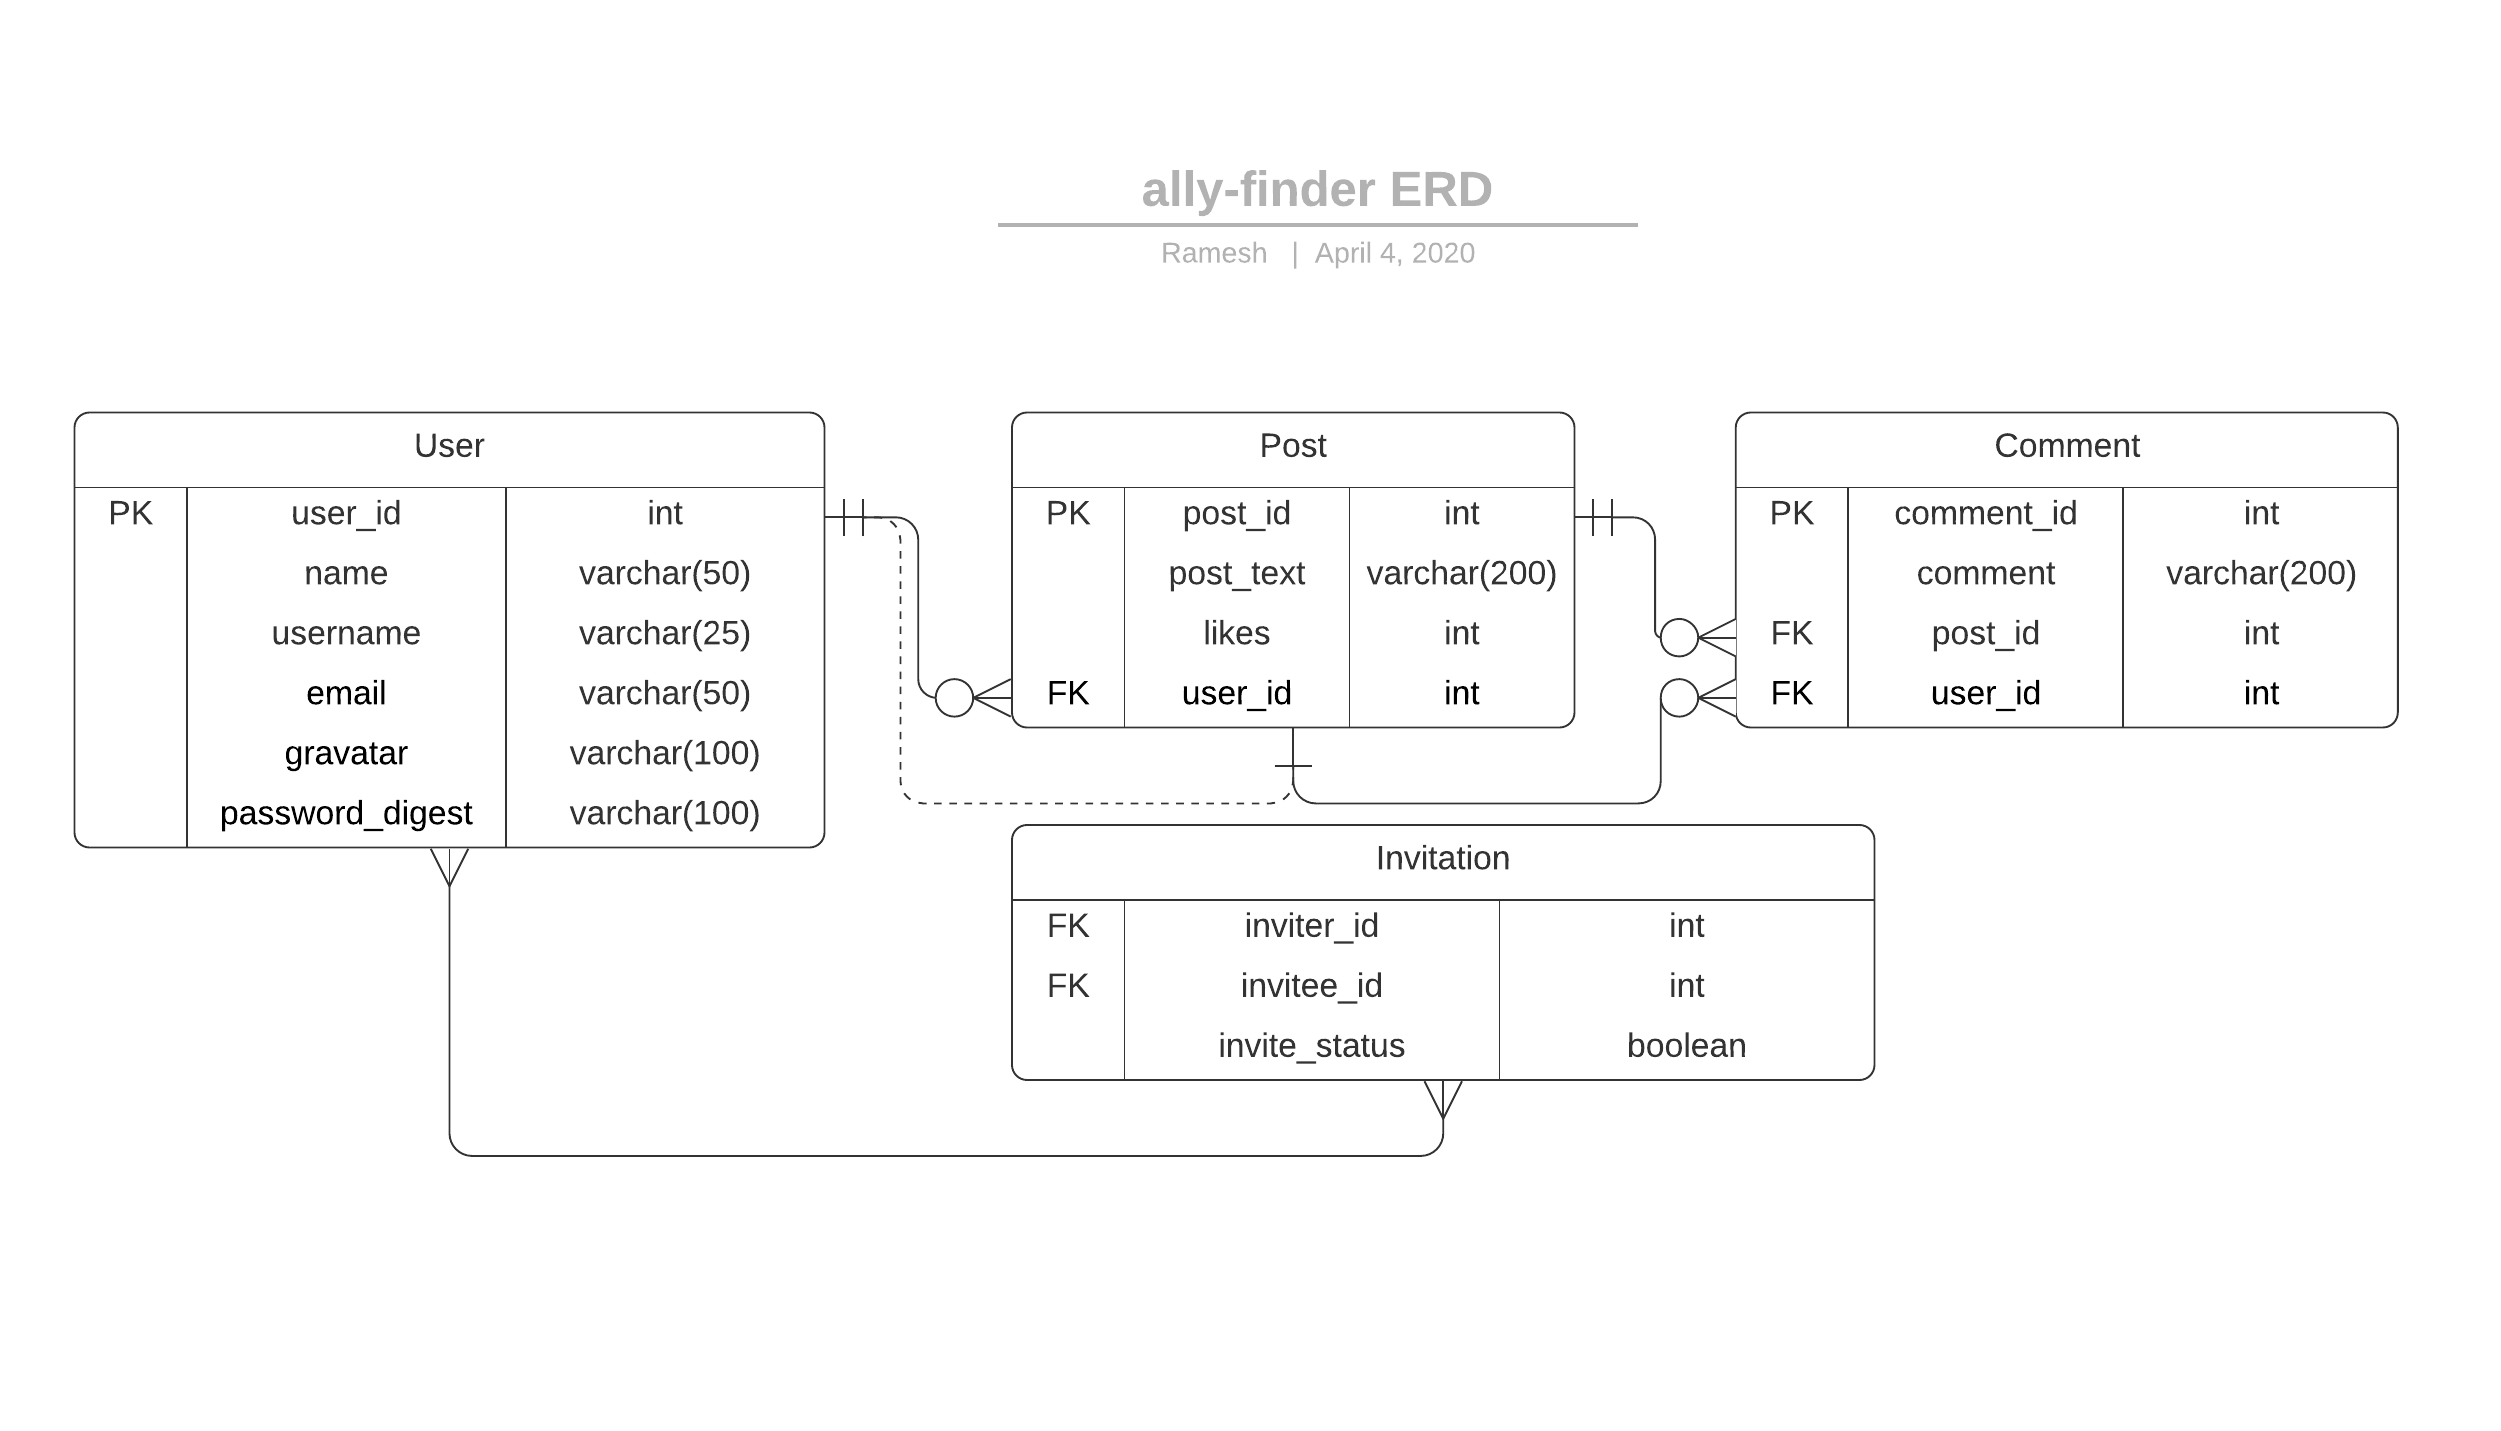 ally-finder ERD
Ramesh | April 4, 2020
User
PK user_id int
name varchar(50)
username varchar(25)
email varchar(50)
gravatar varchar(100)
password_digest varchar(100)
Post
PK post_id int
post_text varchar(200)
likes int
FK user_id int
Comment
PK comment_id int
comment varchar(200)
FK post_id int
FK user_id int
Invitation
FK inviter_id int
FK invitee_id int
invite_status boolean